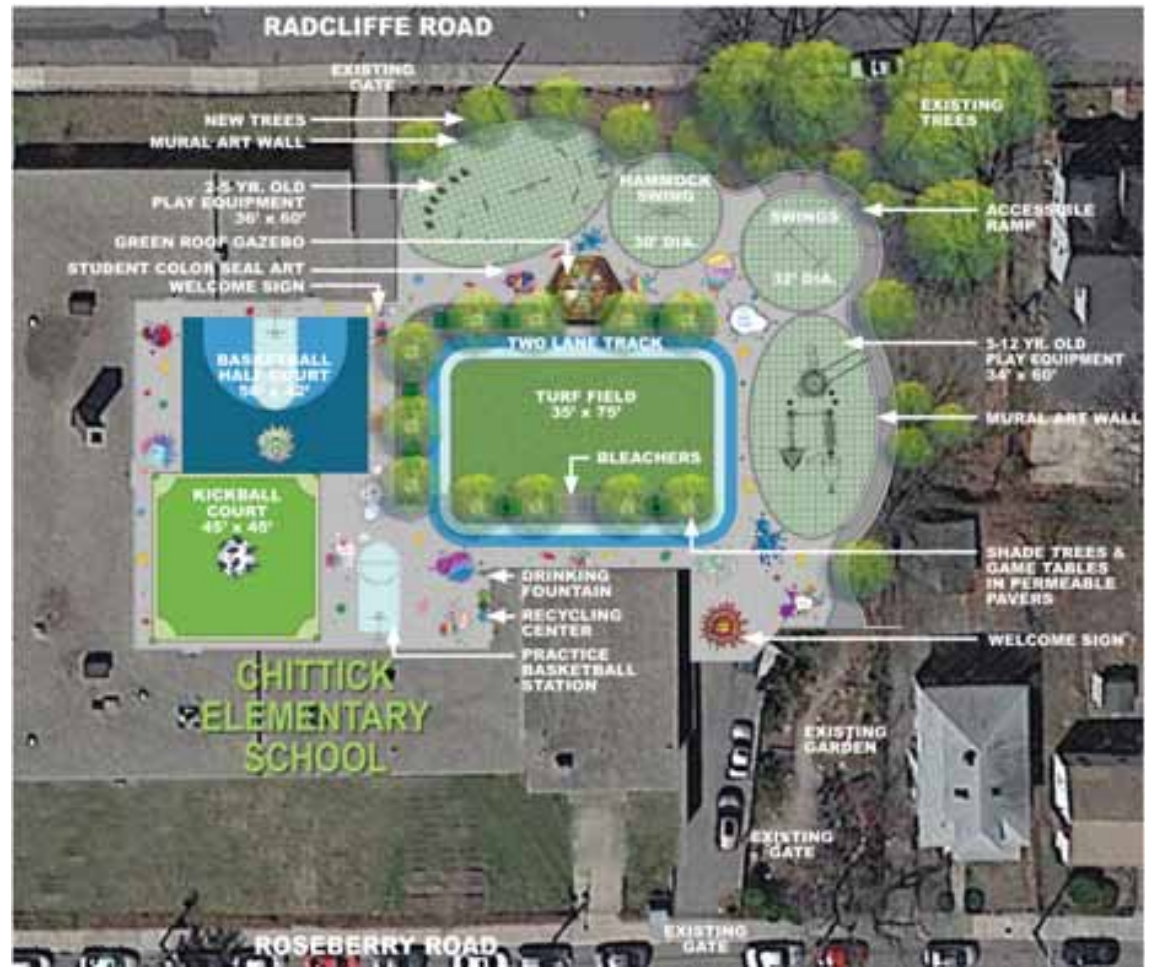 RADCLIFFE ROAD
EXISTING
GATE
NEW TREES
MURAL ART WALL
2-5 YR. OLD
PLAY EQUIPMENT
36' x 60'
GREEN ROOF GAZEBO
STUDENT COLOR SEAL ART
WELCOME SIGN
HAMMOCK
SWING
30' DIA.
SWINGS
32' DIA.
EXISTING
TREES
ACCESSIBLE
RAMP
BASKETBALL
HALF COURT
TWO LANE TRACK
TURF FIELD
35' x 75'
BLEACHERS
PLAY EQUIPMENT
34' x 60'
MURAL ART WALL
KICKBALL
COURT
45' x 45'
SHADE TREES &
GAME TABLES
IN PERMEABLE
PAVERS
DRINKING
FOUNTAIN
RECYCLING
CENTER
PRACTICE
BASKETBALL
STATION
WELCOME SIGN
CHITTICK
ELEMENTARY
SCHOOL
EXISTING
GARDEN
EXISTING
GATE
EXISTING
GATE
ROSEBERRY ROAD